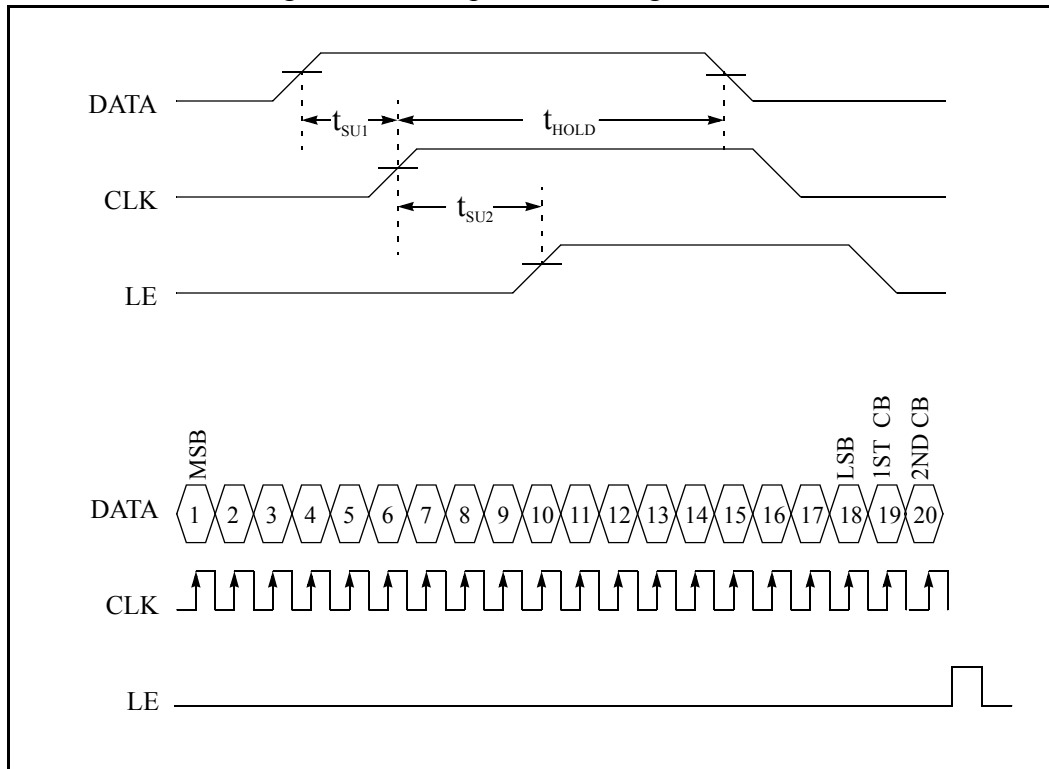 DATA
tSU1
tHOLD
CLK
tSU2
LE
MSB
LSB
1ST CB
2ND CB
DATA 1 2 3 4 5 6 7 8 9 10 11 12 13 14 15 16 17 18 19 20
CLK
LE